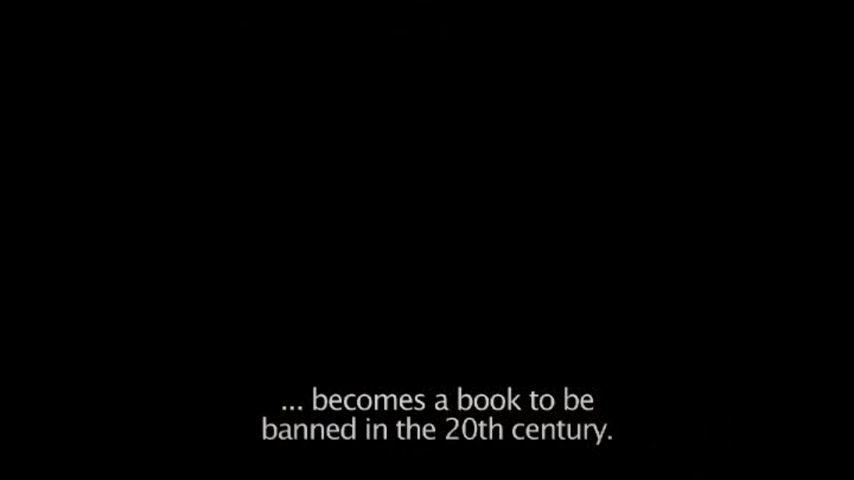 ... becomes a book to be
banned in the 20th century.